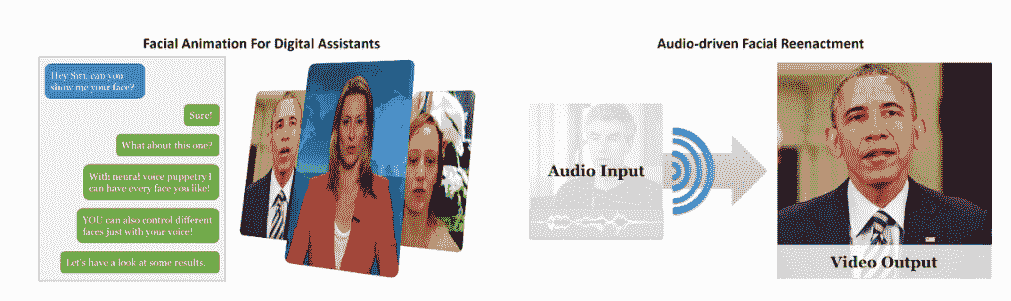 Facial Animation For Digital Assistants
Hey Siri, can you
show me your face?
Sure!
What about this one?
With neural voice puppetry I
can have every face you like!
YOU can also control different
faces just with your voice!
Let's have a look at some results.
Audio-driven Facial Reenactment
Audio Input
Video Output